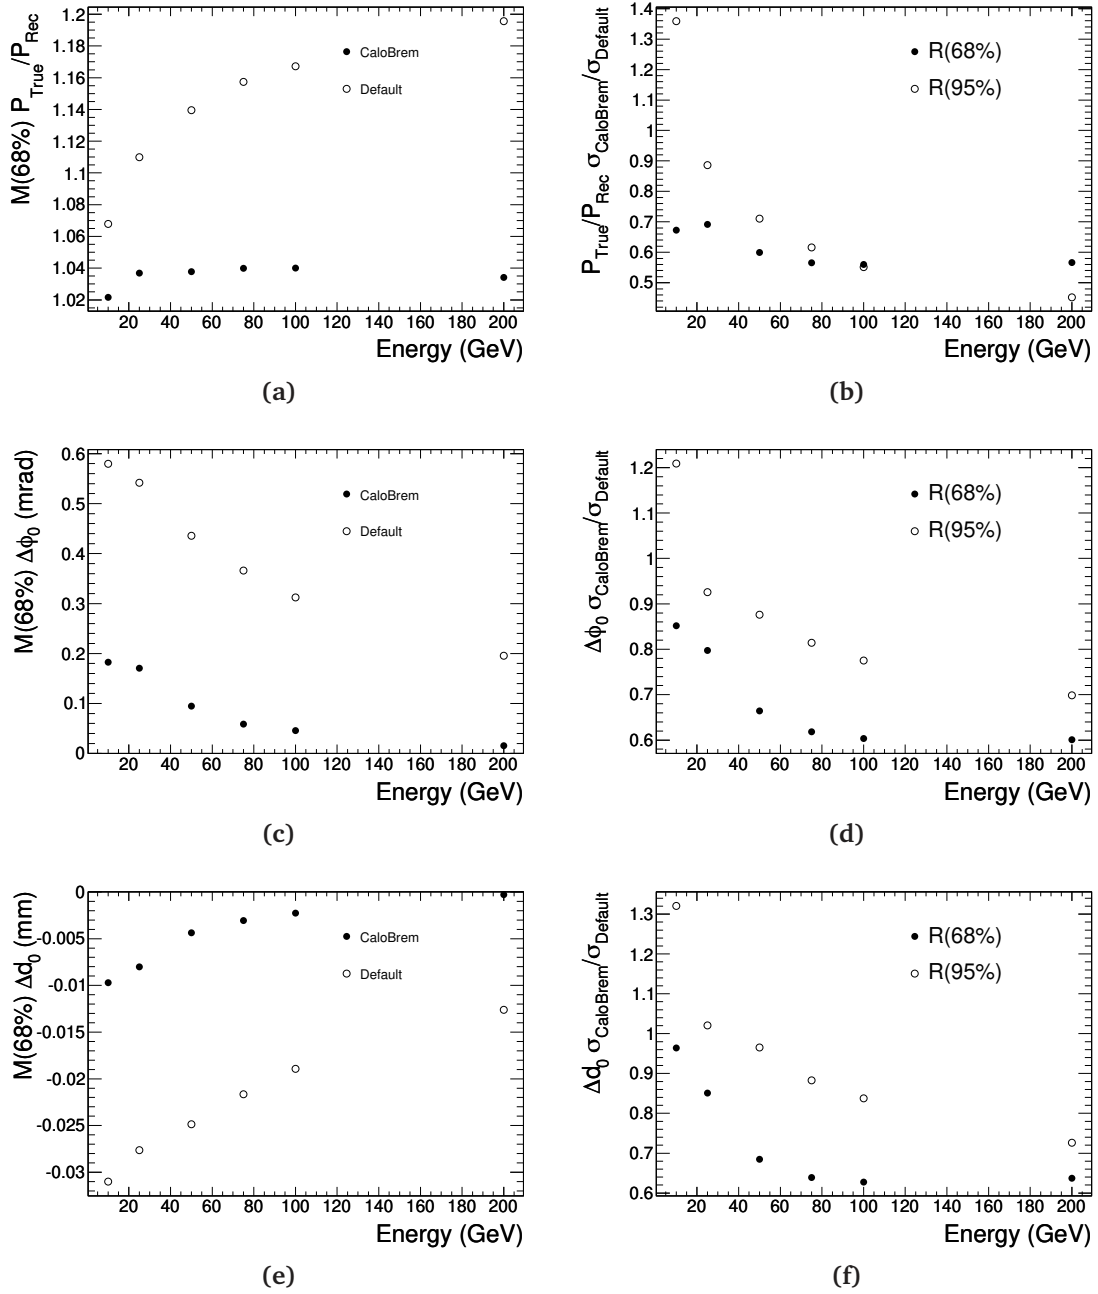 M(68%) P_True/P_Rec
1.2
1.18
1.16
1.14
1.12
1.1
1.08
1.06
1.04
1.02
CaloBrem
Default
20 40 60 80 100 120 140 160 180 200
Energy (GeV)
(a)
P_True/P_Rec σ_CaloBrem/σ_Default
1.4
1.3
1.2
1.1
1
0.9
0.8
0.7
0.6
0.5
R(68%)
R(95%)
20 40 60 80 100 120 140 160 180 200
Energy (GeV)
(b)
M(68%) Δϕ_0 (mrad)
0.6
0.5
0.4
0.3
0.2
0.1
0
CaloBrem
Default
20 40 60 80 100 120 140 160 180 200
Energy (GeV)
(c)
Δϕ_0 σ_CaloBrem/σ_Default
1.2
1.1
1
0.9
0.8
0.7
0.6
R(68%)
R(95%)
20 40 60 80 100 120 140 160 180 200
Energy (GeV)
(d)
M(68%) Δd_0 (mm)
0
-0.005
-0.01
-0.015
-0.02
-0.025
-0.03
CaloBrem
Default
20 40 60 80 100 120 140 160 180 200
Energy (GeV)
(e)
Δd_0 σ_CaloBrem/σ_Default
1.3
1.2
1.1
1
0.9
0.8
0.7
0.6
R(68%)
R(95%)
20 40 60 80 100 120 140 160 180 200
Energy (GeV)
(f)